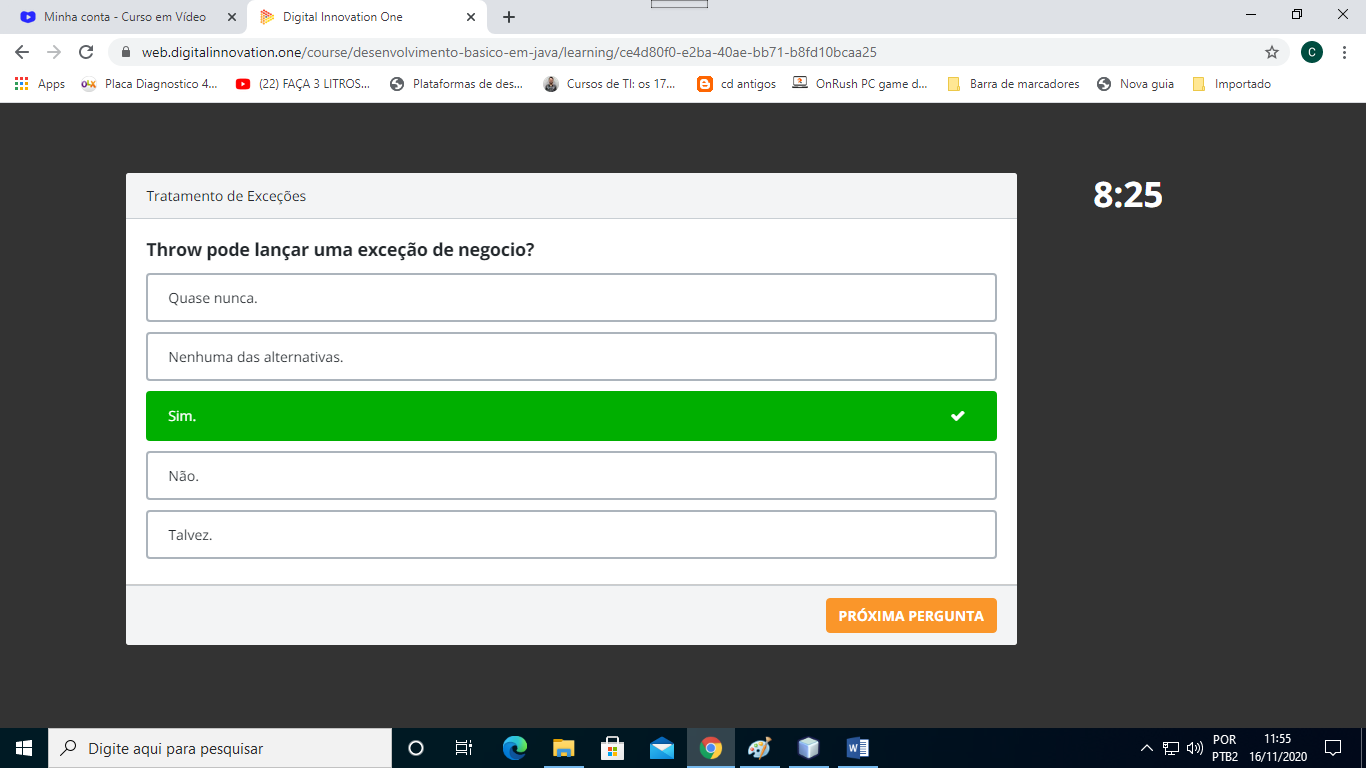 Minha conta - Curso em Vídeo
Digital Innovation One
web.digitalinnovation.one/course/desenvolvimento-basico-em-java/learning/ce4d80f0-e2ba-40ae-bb71-b8fd10bcaa25
C
Apps
OLX
Placa Diagnostico 4...
(22) FAÇA 3 LITROS...
Plataformas de des...
Cursos de TI: os 17...
cd antigos
OnRush PC game d...
Barra de marcadores
Nova guia
Importado
Tratamento de Exceções
8:25
Throw pode lançar uma exceção de negocio?
Quase nunca.
Nenhuma das alternativas.
Sim.
Não.
Talvez.
PRÓXIMA PERGUNTA
Digite aqui para pesquisar
POR
PTB2
11:55
16/11/2020